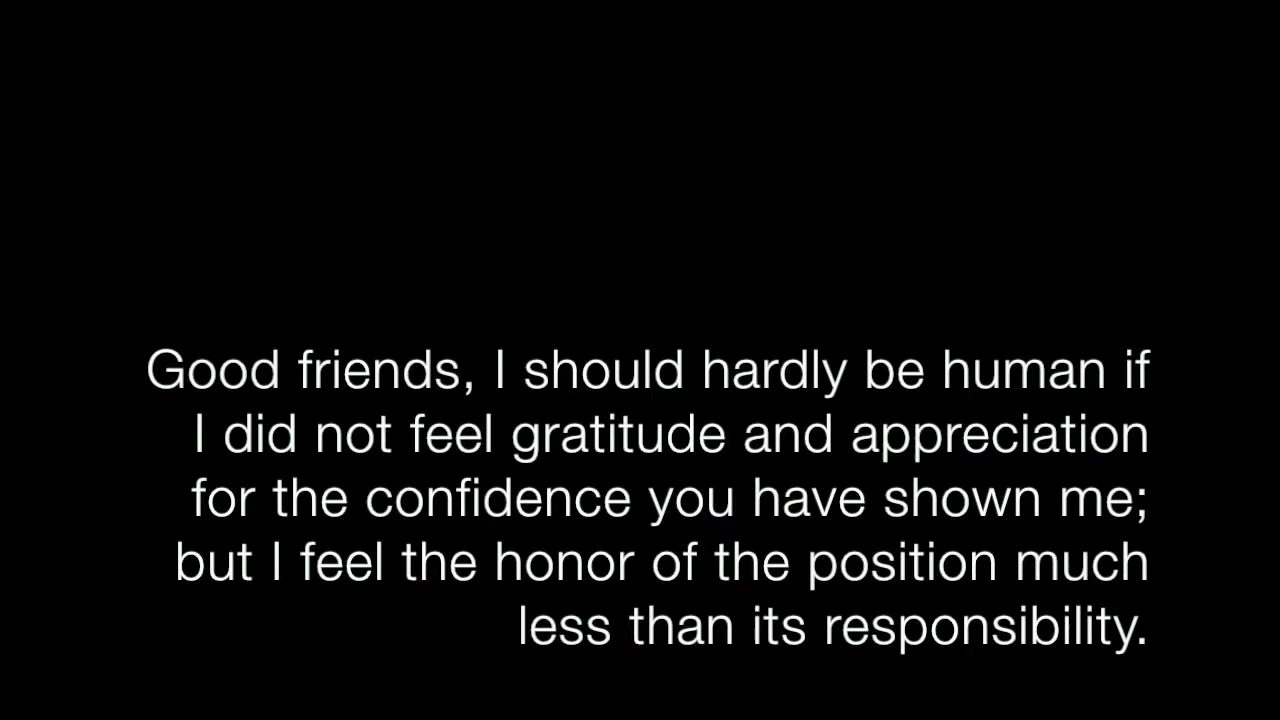 Good friends, I should hardly be human if
I did not feel gratitude and appreciation
for the confidence you have shown me;
but I feel the honor of the position much
less than its responsibility.